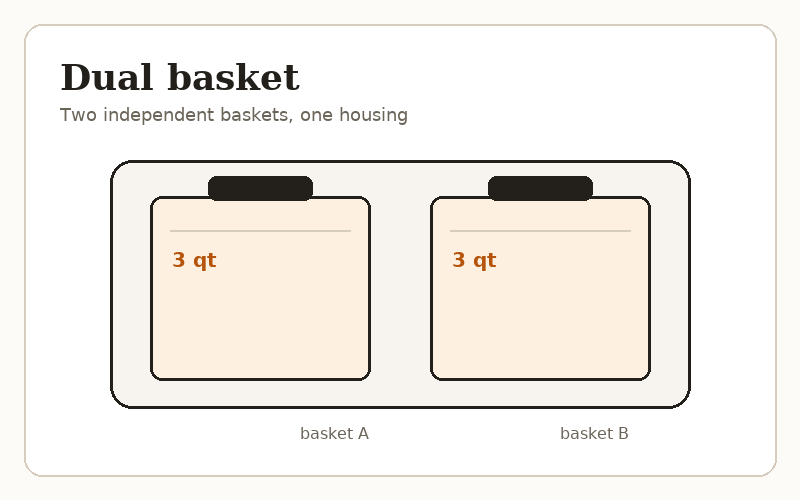 Dual basket
Two independent baskets, one housing
3 qt
3 qt
basket A
basket B